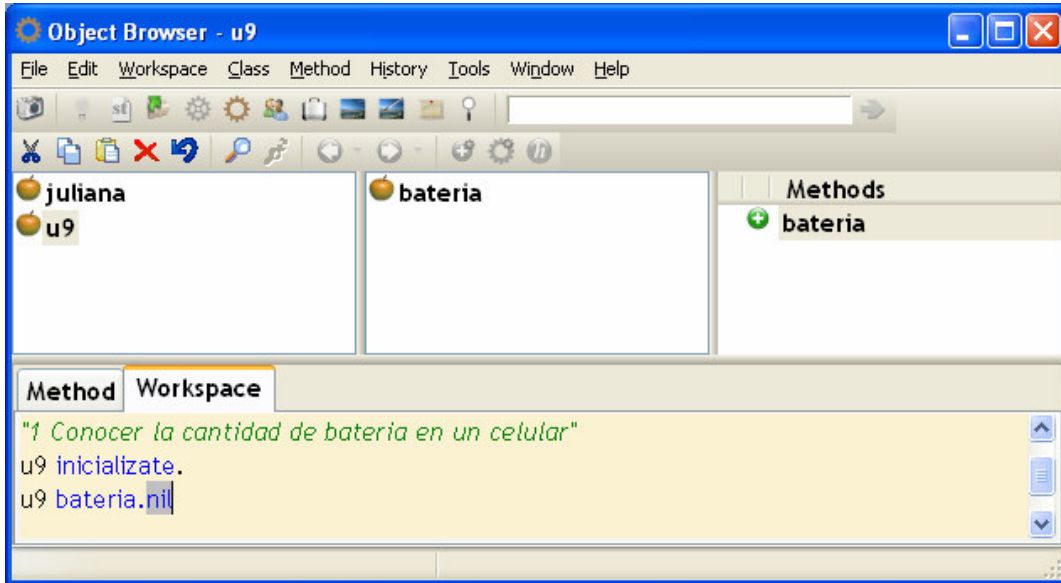 Object Browser - u9
File Edit Workspace Class Method History Tools Window Help
st
juliana
u9
bateria
Methods
bateria
Method Workspace
"1 Conocer la cantidad de bateria en un celular"
u9 inicializate.
u9 bateria.nil